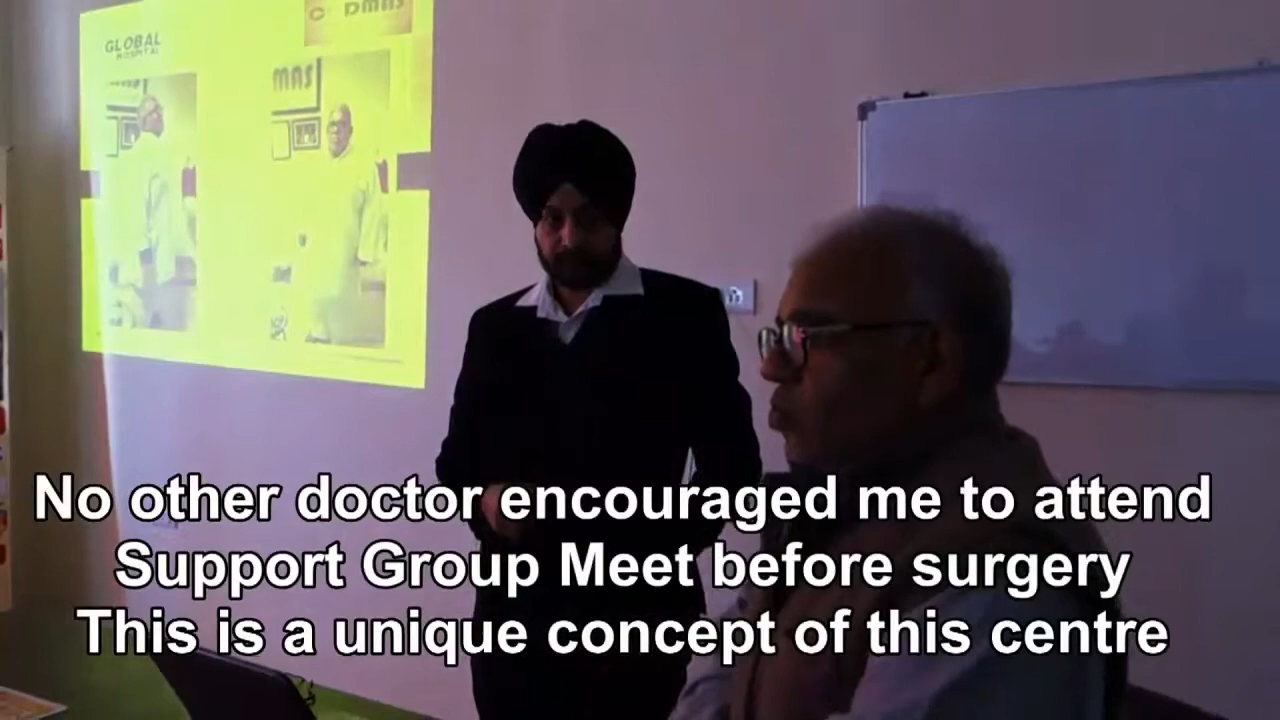 GLOBAL
HOSPITAL
No other doctor encouraged me to attend
Support Group Meet before surgery
This is a unique concept of this centre